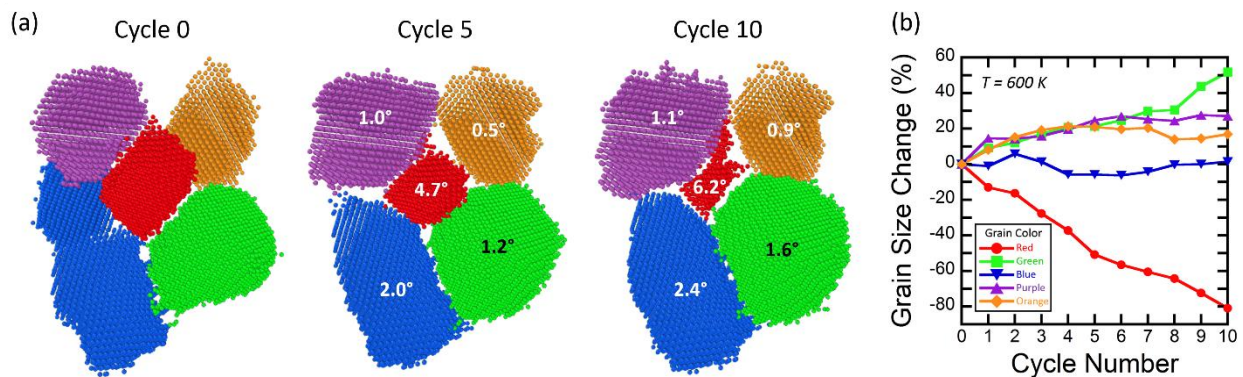 (a)
Cycle 0
Cycle 5
Cycle 10
1.0°
0.5°
4.7°
1.2°
2.0°
1.1°
0.9°
6.2°
1.6°
2.4°
(b)
Grain Size Change (%)
60
40
20
0
-20
-40
-60
-80
T = 600 K
Grain Color
Red
Green
Blue
Purple
Orange
0 1 2 3 4 5 6 7 8 9 10
Cycle Number